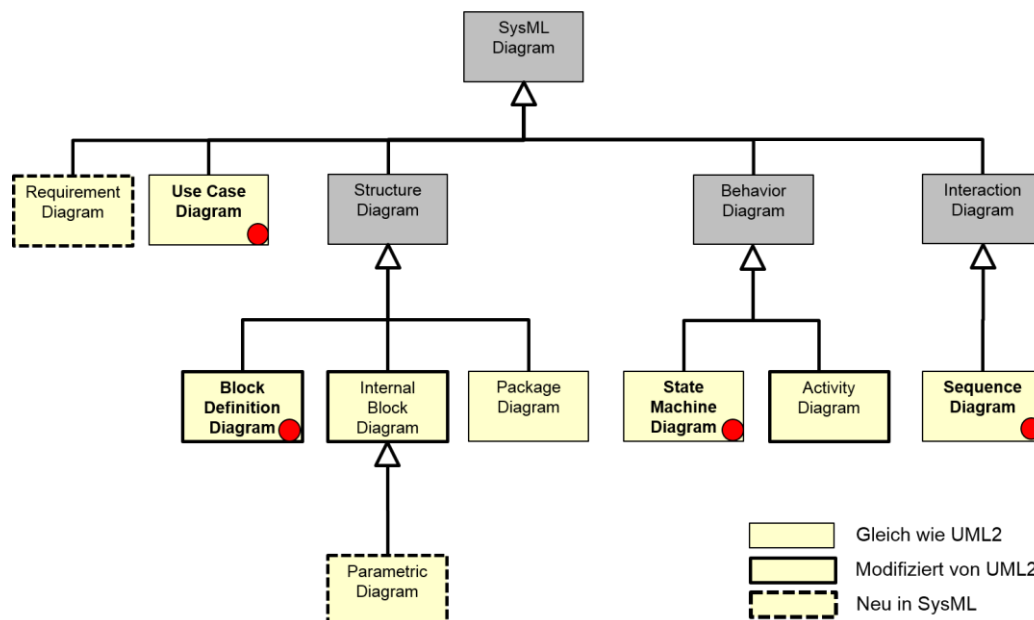 SysML
Diagram
Requirement
Diagram
Use Case
Diagram
Structure
Diagram
Behavior
Diagram
Interaction
Diagram
Block
Definition
Diagram
Internal
Block
Diagram
Package
Diagram
State
Machine
Diagram
Activity
Diagram
Sequence
Diagram
Parametric
Diagram
Gleich wie UML2
Modifiziert von UML2
Neu in SysML